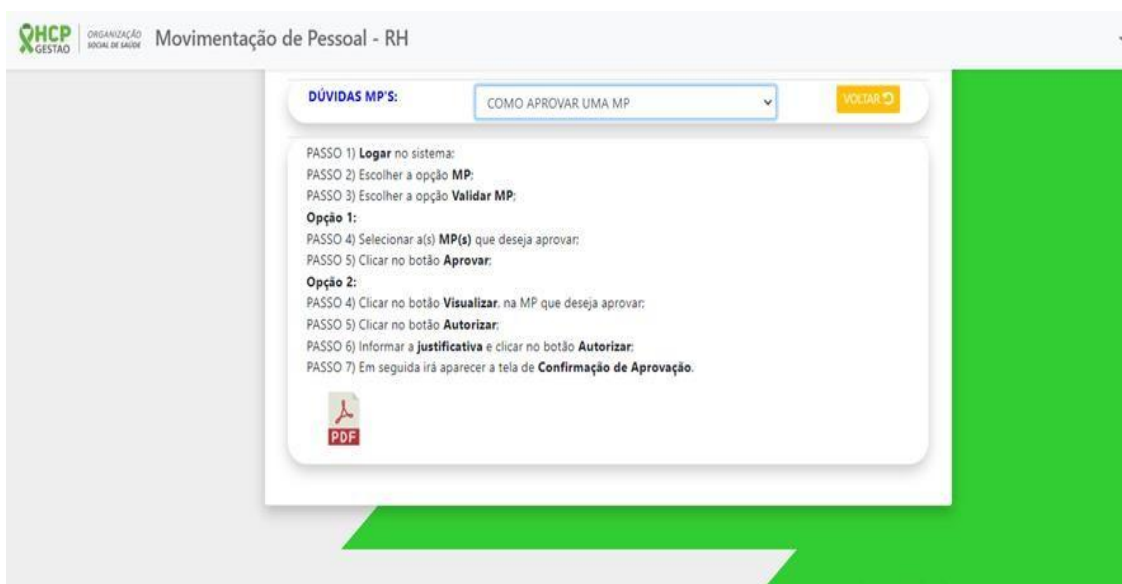 HCP
GESTAO
ORGANIZAÇÃO
SOCIAL DE SAÚDE
Movimentação de Pessoal - RH
DÚVIDAS MP'S:
COMO APROVAR UMA MP
VOLTAR
PASSO 1) Logar no sistema;
PASSO 2) Escolher a opção MP;
PASSO 3) Escolher a opção Validar MP;
Opção 1:
PASSO 4) Selecionar a(s) MP(s) que deseja aprovar;
PASSO 5) Clicar no botão Aprovar;
Opção 2:
PASSO 4) Clicar no botão Visualizar, na MP que deseja aprovar;
PASSO 5) Clicar no botão Autorizar;
PASSO 6) Informar a justificativa e clicar no botão Autorizar;
PASSO 7) Em seguida irá aparecer a tela de Confirmação de Aprovação.
PDF